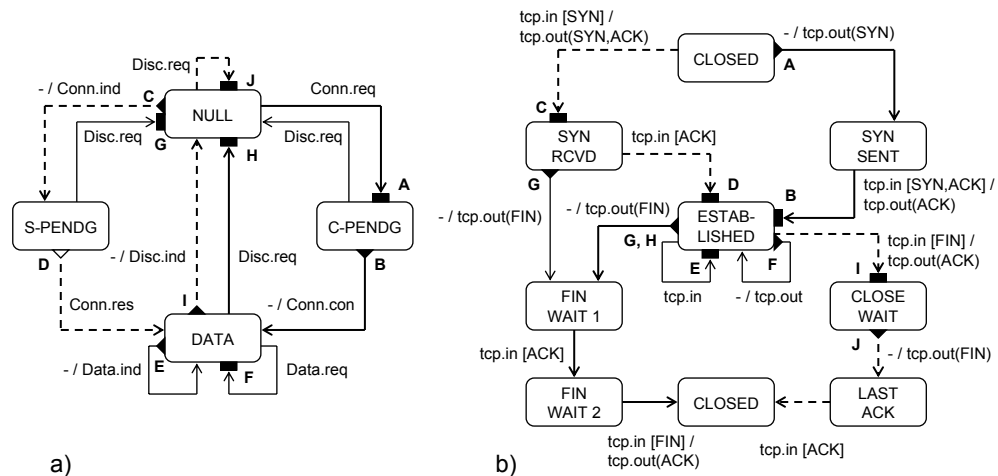 Disc.req
- / Conn.ind
C
J
Conn.req
NULL
G
Disc.req
H
Disc.req
A
S-PENDG
C-PENDG
D
- / Disc.ind
Disc.req
B
Conn.res
I
- / Conn.con
DATA
E
F
- / Data.ind
Data.req
a)
tcp.in [SYN] /
tcp.out(SYN,ACK)
- / tcp.out(SYN)
CLOSED
A
C
SYN
RCVD
tcp.in [ACK]
SYN
SENT
G
D
B
tcp.in [SYN,ACK] /
tcp.out(ACK)
- / tcp.out(FIN)
- / tcp.out(FIN)
ESTAB-
LISHED
G, H
E
F
tcp.in [FIN] /
tcp.out(ACK)
tcp.in
- / tcp.out
I
FIN
WAIT 1
CLOSE
WAIT
J
tcp.in [ACK]
- / tcp.out(FIN)
FIN
WAIT 2
CLOSED
LAST
ACK
tcp.in [FIN] /
tcp.out(ACK)
tcp.in [ACK]
b)